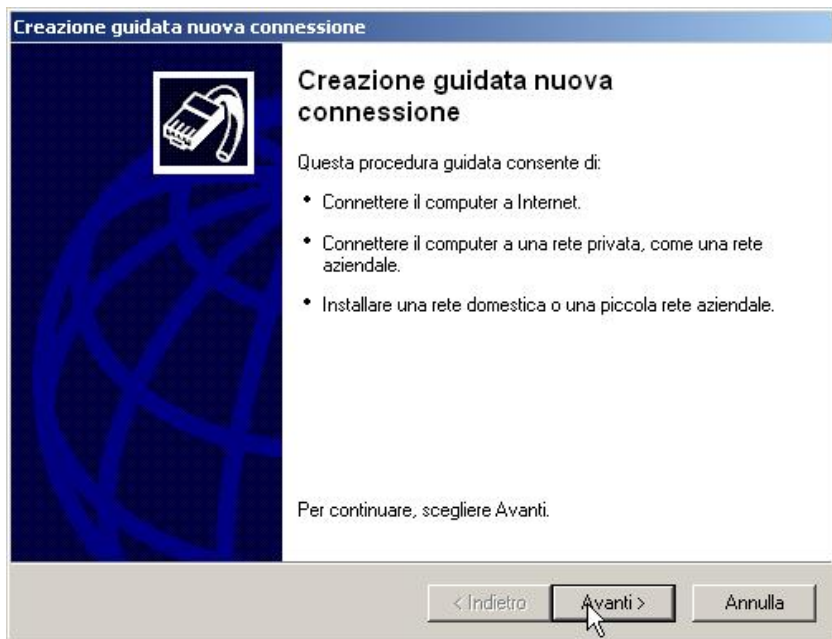 Creazione guidata nuova connessione
Creazione guidata nuova
connessione
Questa procedura guidata consente di:
• Connettere il computer a Internet.
• Connettere il computer a una rete privata, come una rete
aziendale.
• Installare una rete domestica o una piccola rete aziendale.
Per continuare, scegliere Avanti.
< Indietro Avanti > Annulla